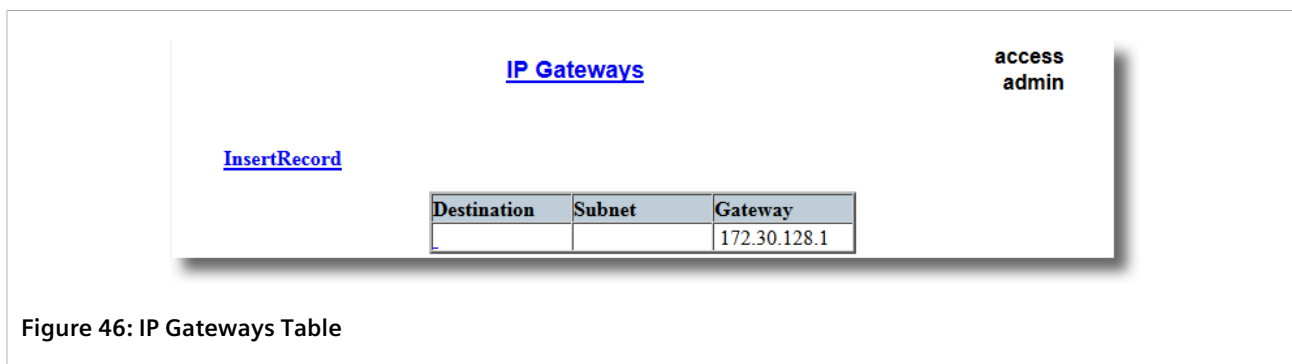 IP Gateways
access
admin
InsertRecord
Destination Subnet Gateway
172.30.128.1
Figure 46: IP Gateways Table